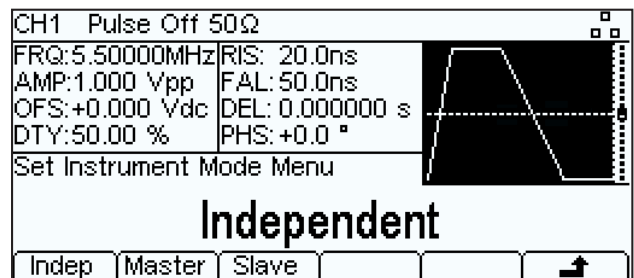 CH1 Pulse Off 50Ω
FRQ:5.50000MHz RIS: 20.0ns
AMP:1.000 Vpp FAL:50.0ns
OFS:+0.000 Vdc DEL: 0.000000 s
DTY:50.00 % PHS:+0.0 °
Set Instrument Mode Menu
Independent
Indep Master Slave